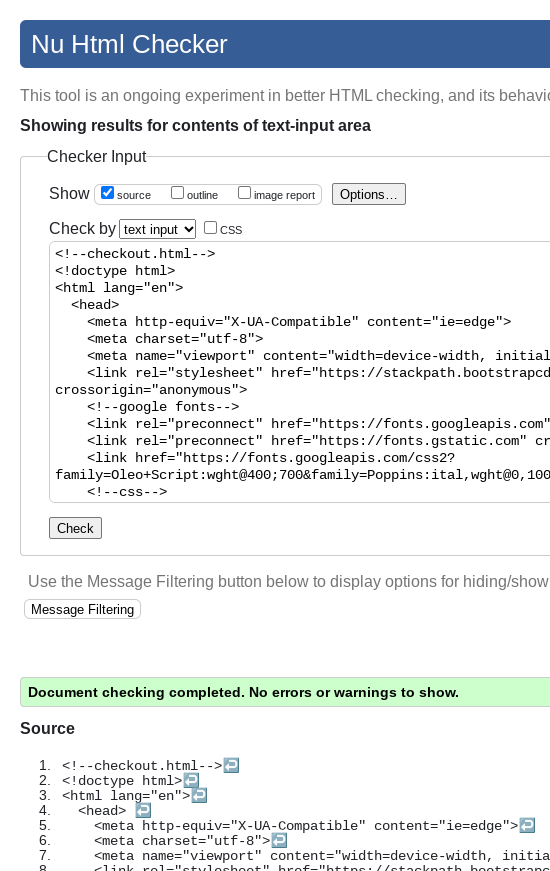 Nu Html Checker
This tool is an ongoing experiment in better HTML checking, and its behavio
Showing results for contents of text-input area
Checker Input
Show source outline image report Options...
Check by text input CSS
<!--checkout.html-->
<!doctype html>
<html lang="en">
  <head>
    <meta http-equiv="X-UA-Compatible" content="ie=edge">
    <meta charset="utf-8">
    <meta name="viewport" content="width=device-width, initial
    <link rel="stylesheet" href="https://stackpath.bootstrapcd
crossorigin="anonymous">
    <!--google fonts-->
    <link rel="preconnect" href="https://fonts.googleapis.com"
    <link rel="preconnect" href="https://fonts.gstatic.com" cr
    <link href="https://fonts.googleapis.com/css2?
family=Oleo+Script:wght@400;700&family=Poppins:ital,wght@0,100
    <!--css-->
Check
Use the Message Filtering button below to display options for hiding/show
Message Filtering
Document checking completed. No errors or warnings to show.
Source
1. <!--checkout.html-->↩
2. <!doctype html>↩
3. <html lang="en">↩
4.   <head> ↩
5.     <meta http-equiv="X-UA-Compatible" content="ie=edge">↩
6.     <meta charset="utf-8">↩
7.     <meta name="viewport" content="width=device-width, initia
8.     <link rel="stylesheet" href="https://stackpath.bootstrapc